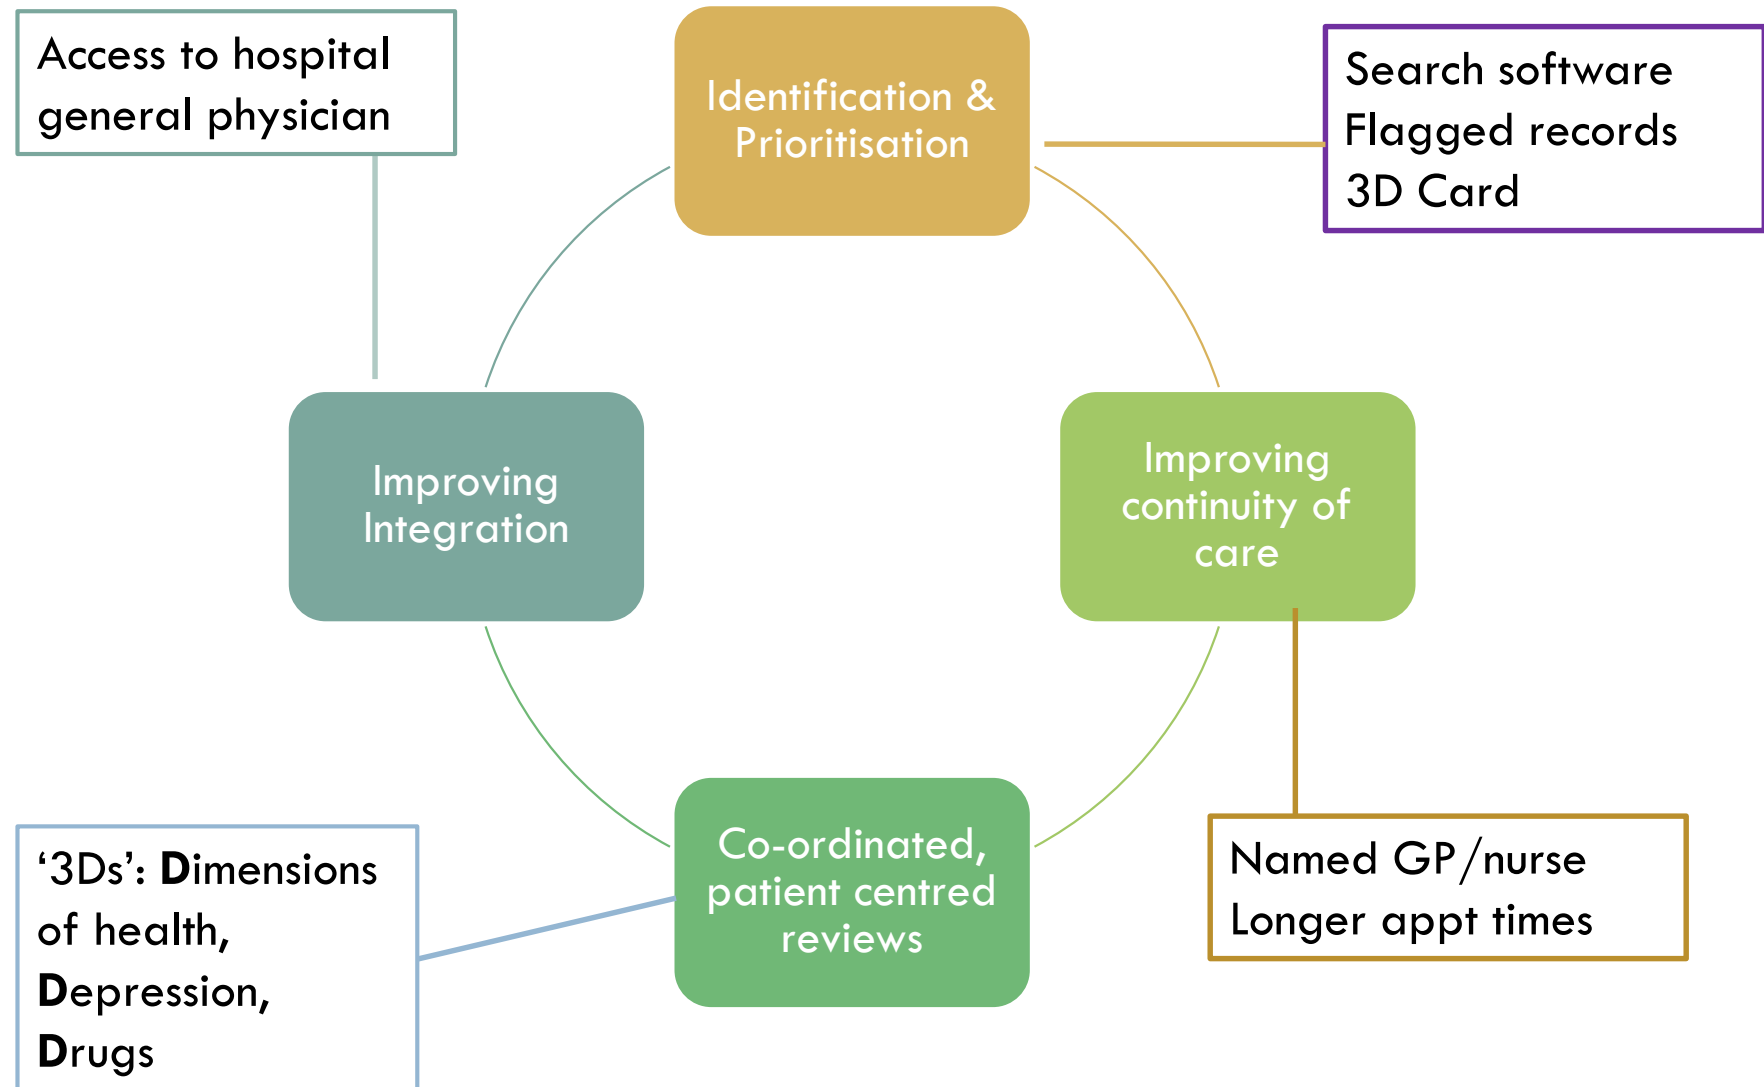 Access to hospital
general physician
Identification &
Prioritisation
Search software
Flagged records
3D Card
Improving
Integration
Improving
continuity of
care
Co-ordinated,
patient centred
reviews
‘3Ds’: Dimensions
of health,
Depression,
Drugs
Named GP/nurse
Longer appt times